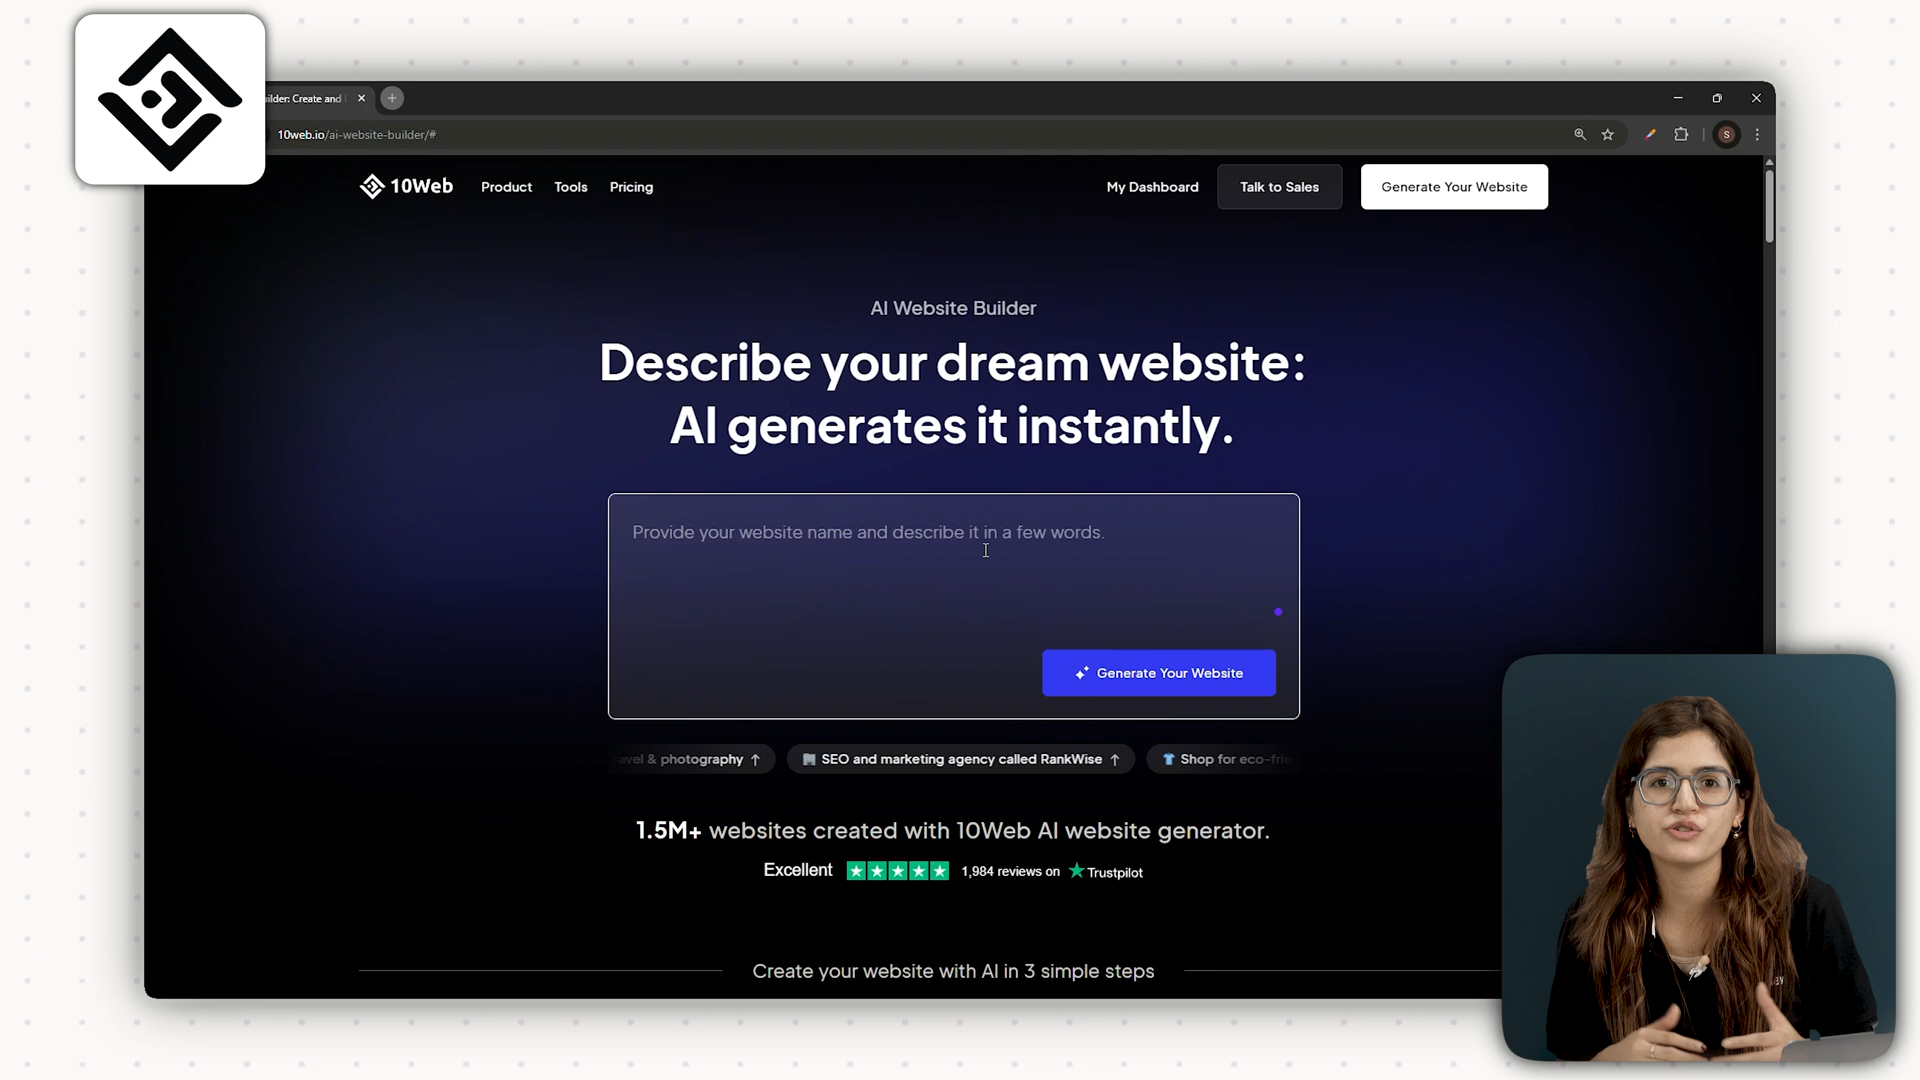 ilder: Create and
10web.io/ai-website-builder/#
S
10Web
Product
Tools
Pricing
My Dashboard
Talk to Sales
Generate Your Website
AI Website Builder
Describe your dream website:
AI generates it instantly.
Provide your website name and describe it in a few words.
Generate Your Website
avel & photography
SEO and marketing agency called RankWise
Shop for eco-frie
1.5M+ websites created with 10Web AI website generator.
Excellent
1,984 reviews on
Trustpilot
Create your website with AI in 3 simple steps